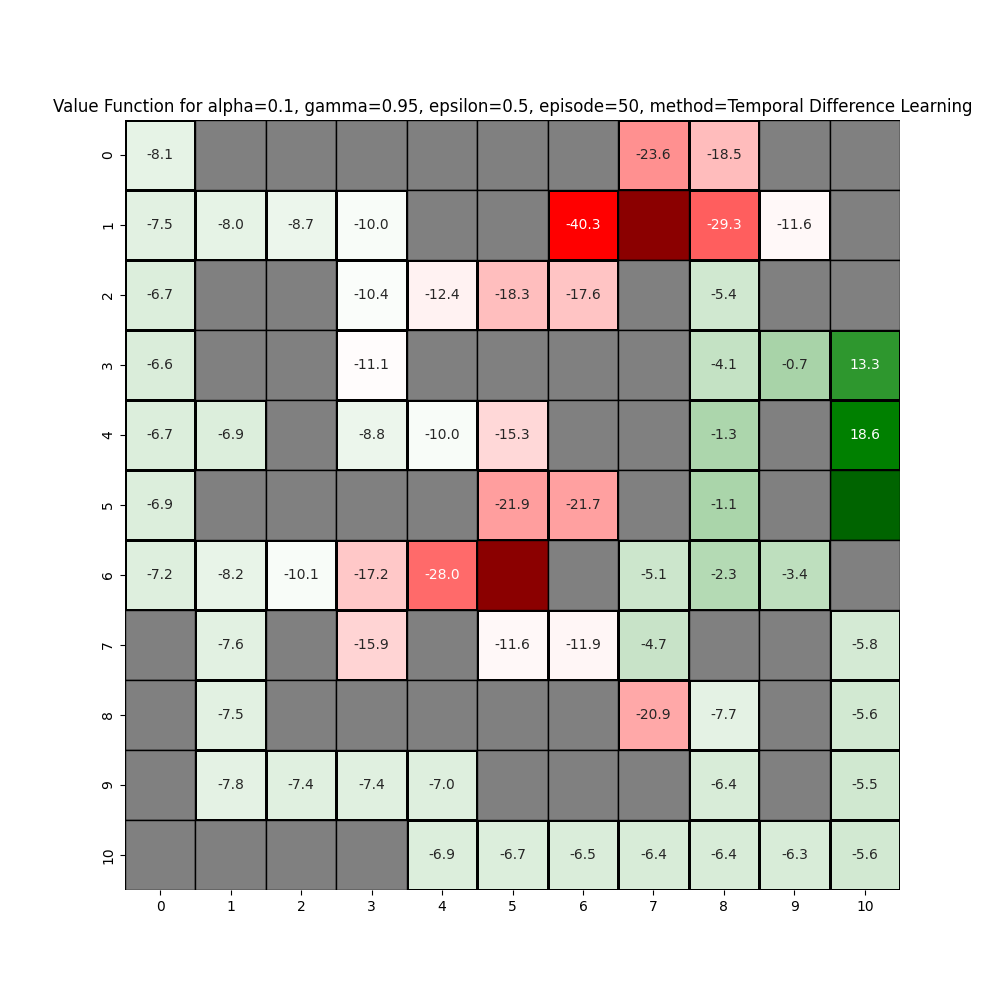 Value Function for alpha=0.1, gamma=0.95, epsilon=0.5, episode=50, method=Temporal Difference Learning
0 -8.1 -23.6 -18.5
1 -7.5 -8.0 -8.7 -10.0 -40.3 -29.3 -11.6
2 -6.7 -10.4 -12.4 -18.3 -17.6 -5.4
3 -6.6 -11.1 -4.1 -0.7 13.3
4 -6.7 -6.9 -8.8 -10.0 -15.3 -1.3 18.6
5 -6.9 -21.9 -21.7 -1.1
6 -7.2 -8.2 -10.1 -17.2 -28.0 -5.1 -2.3 -3.4
7 -7.6 -15.9 -11.6 -11.9 -4.7 -5.8
8 -7.5 -20.9 -7.7 -5.6
9 -7.8 -7.4 -7.4 -7.0 -6.4 -5.5
10 -6.9 -6.7 -6.5 -6.4 -6.4 -6.3 -5.6
0 1 2 3 4 5 6 7 8 9 10